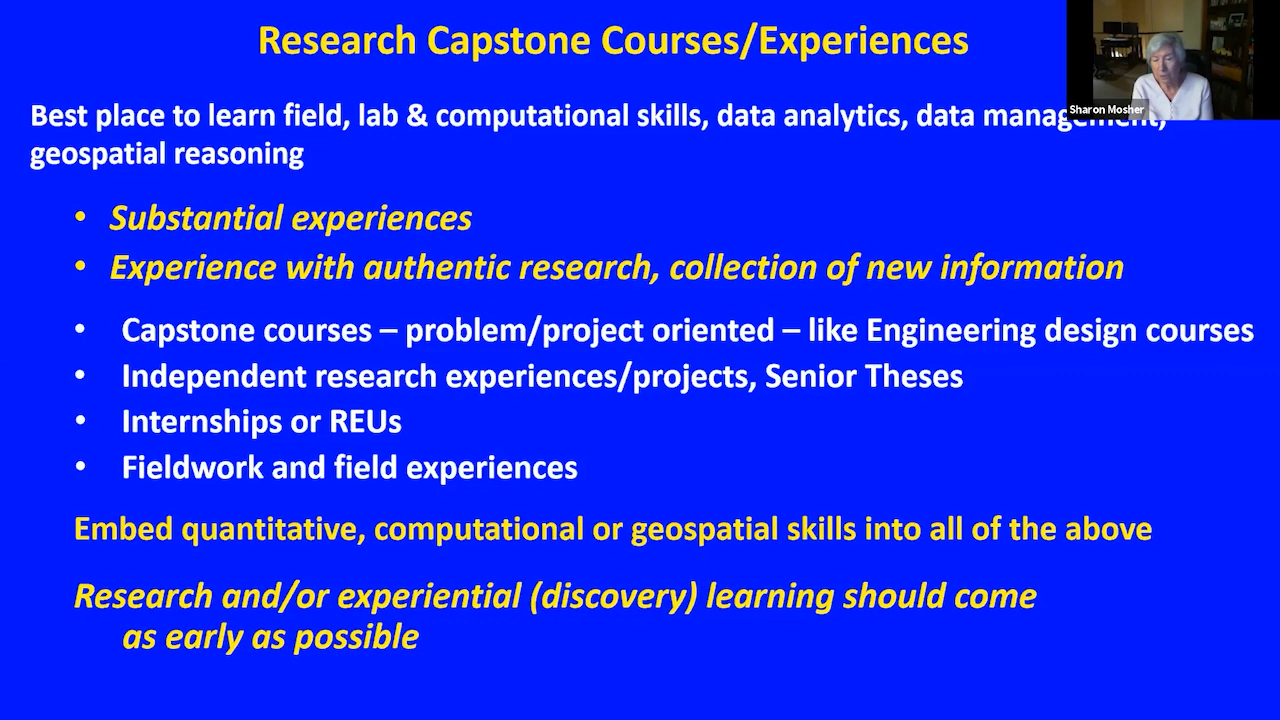 Research Capstone Courses/Experiences
Sharon Mosher
Best place to learn field, lab & computational skills, data analytics, data management,
geospatial reasoning
• Substantial experiences
• Experience with authentic research, collection of new information
• Capstone courses – problem/project oriented – like Engineering design courses
• Independent research experiences/projects, Senior Theses
• Internships or REUs
• Fieldwork and field experiences
Embed quantitative, computational or geospatial skills into all of the above
Research and/or experiential (discovery) learning should come
as early as possible